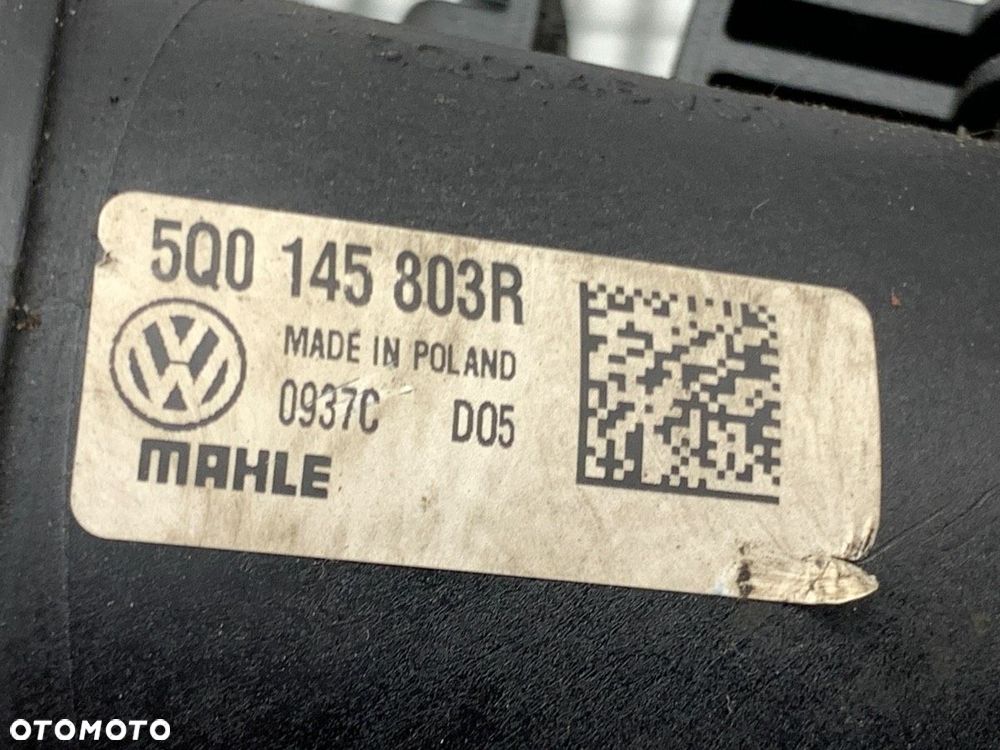 5Q0 145 803R
MADE IN POLAND
0937C D05
MAHLE
OTOMOTO